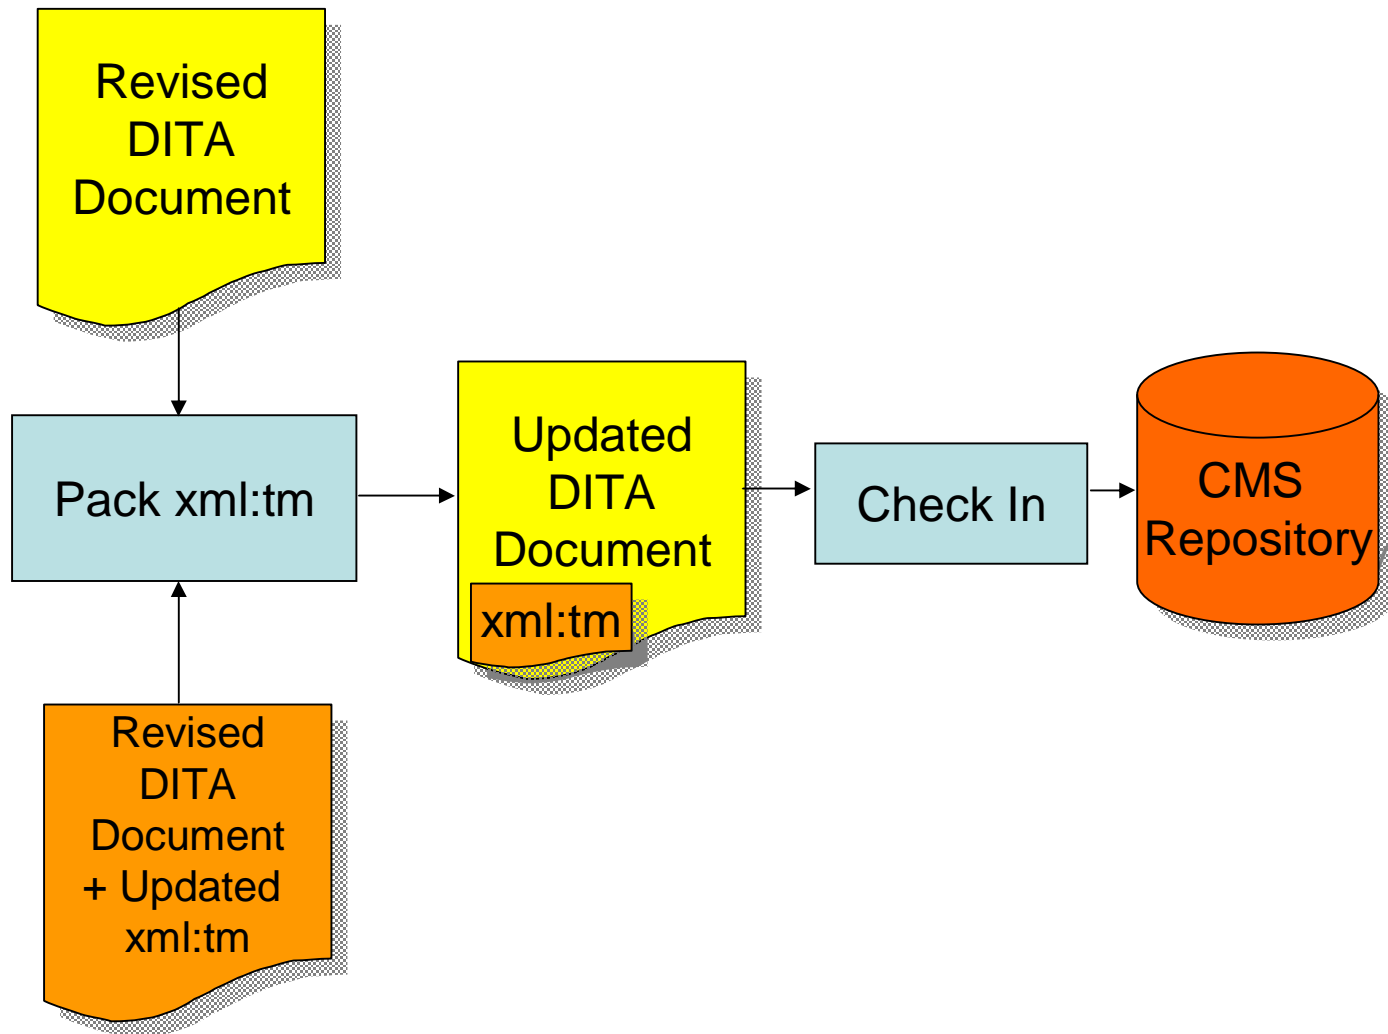 Revised
DITA
Document
Pack xml:tm
Updated
DITA
Document
xml:tm
Check In
CMS
Repository
Revised
DITA
Document
+ Updated
xml:tm